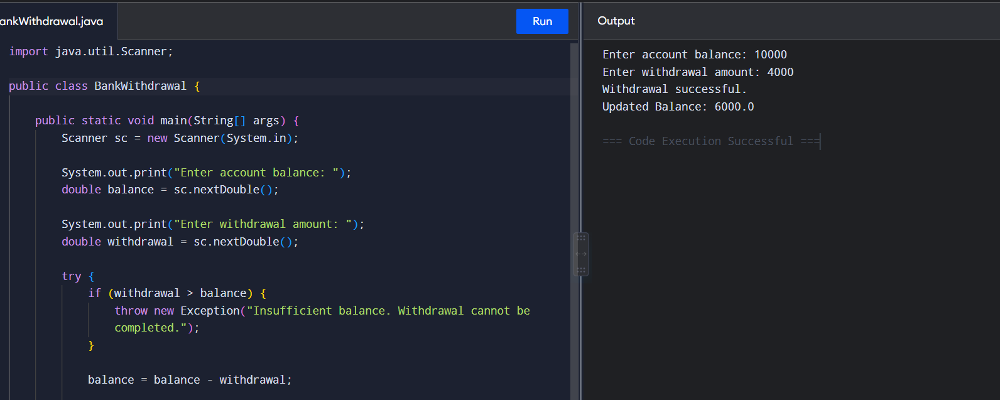 ankWithdrawal.java
Run
import java.util.Scanner;
public class BankWithdrawal {
public static void main(String[] args) {
Scanner sc = new Scanner(System.in);
System.out.print("Enter account balance: ");
double balance = sc.nextDouble();
System.out.print("Enter withdrawal amount: ");
double withdrawal = sc.nextDouble();
try {
if (withdrawal > balance) {
throw new Exception("Insufficient balance. Withdrawal cannot be
completed.");
}
balance = balance - withdrawal;
Output
Enter account balance: 10000
Enter withdrawal amount: 4000
Withdrawal successful.
Updated Balance: 6000.0
=== Code Execution Successful ===